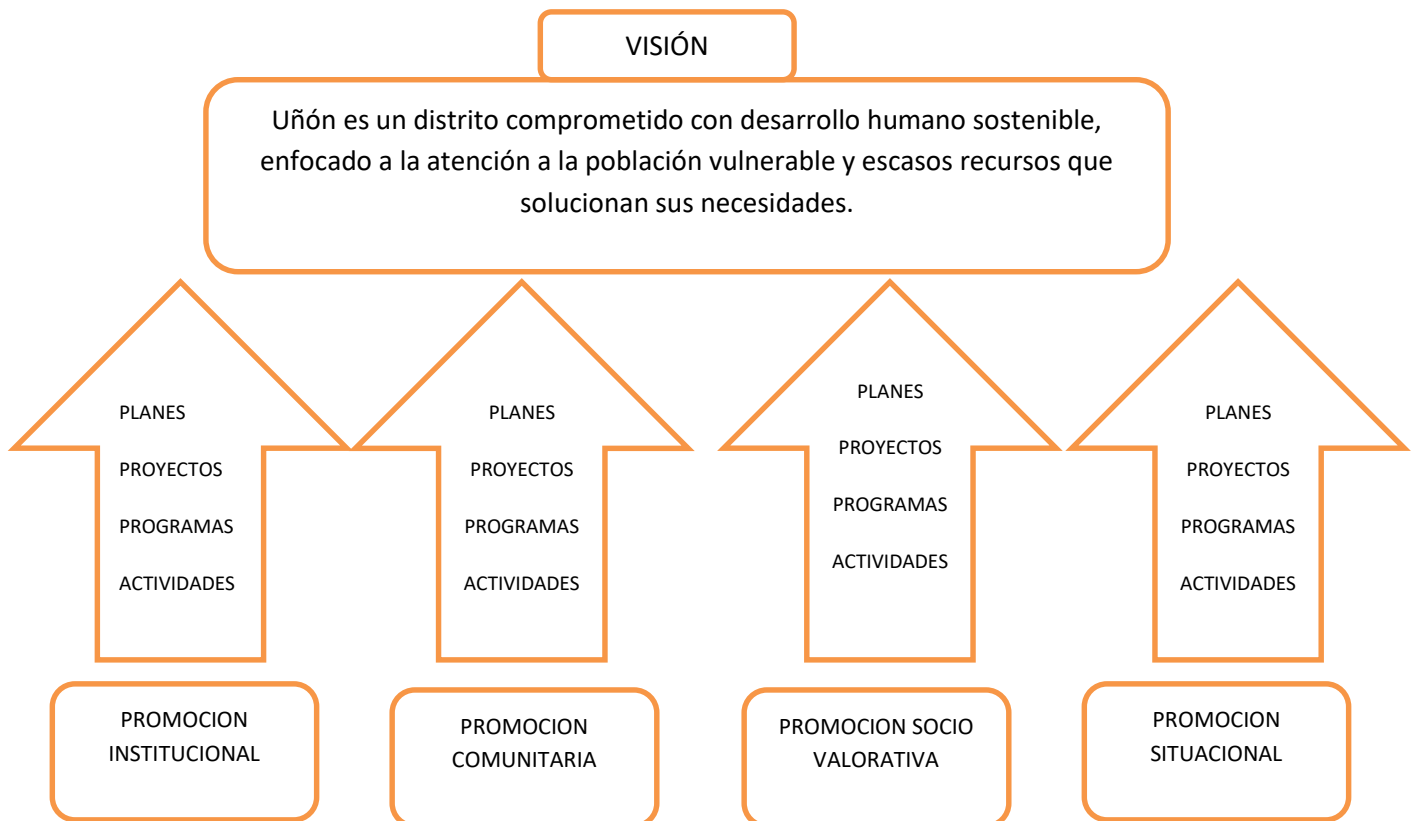 VISIÓN
Uñón es un distrito comprometido con desarrollo humano sostenible,
enfocado a la atención a la población vulnerable y escasos recursos que
solucionan sus necesidades.
PLANES
PROYECTOS
PROGRAMAS
ACTIVIDADES
PLANES
PROYECTOS
PROGRAMAS
ACTIVIDADES
PLANES
PROYECTOS
PROGRAMAS
ACTIVIDADES
PLANES
PROYECTOS
PROGRAMAS
ACTIVIDADES
PROMOCION
INSTITUCIONAL
PROMOCION
COMUNITARIA
PROMOCION SOCIO
VALORATIVA
PROMOCION
SITUACIONAL